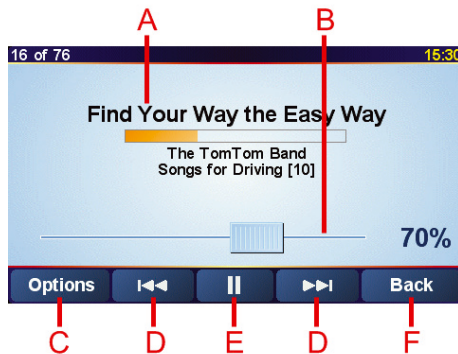 A B
16 of 76 15:30
Find Your Way the Easy Way
The TomTom Band
Songs for Driving [10]
70%
Options Back
C D E D F